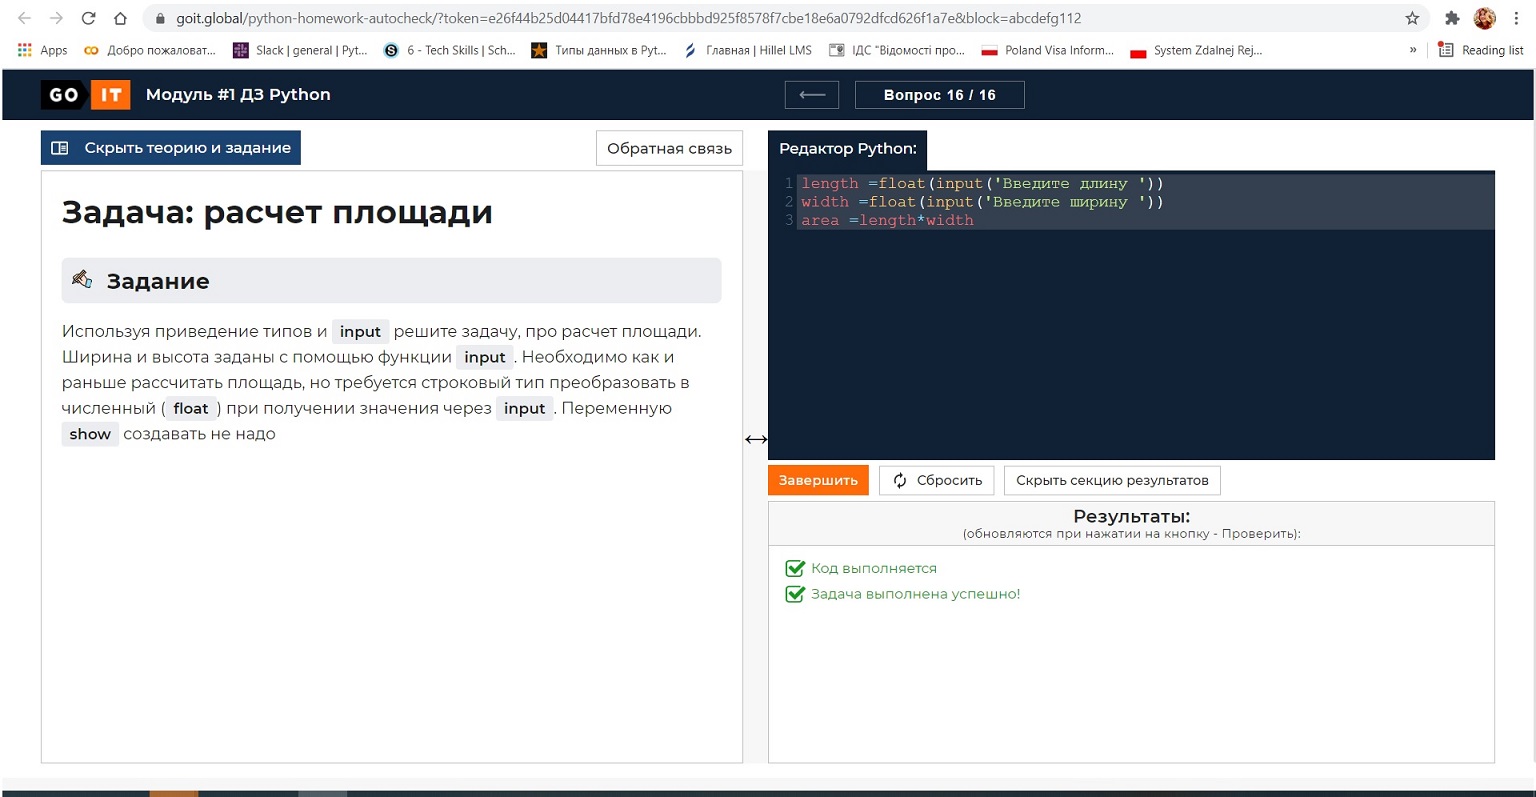 goit.global/python-homework-autocheck/?token=e26f44b25d04417bfd78e4196cbbbd925f8578f7cbe18e6a0792dfcd626f1a7e&block=abcdefg112
Apps Добро пожаловат... Slack | general | Pyt... 6 - Tech Skills | Sch... Типы данных в Pyt... Главная | Hillel LMS ІДС "Відомості про... Poland Visa Inform... System Zdalnej Rej... » Reading list
GO IT Модуль #1 ДЗ Python Вопрос 16 / 16
Скрыть теорию и задание
Обратная связь
Задача: расчет площади
Задание
Используя приведение типов и input решите задачу, про расчет площади.
Ширина и высота заданы с помощью функции input . Необходимо как и
раньше рассчитать площадь, но требуется строковый тип преобразовать в
численный ( float ) при получении значения через input . Переменную
show создавать не надо
Редактор Python:
1 length =float(input('Введите длину '))
2 width =float(input('Введите ширину '))
3 area =length*width
Завершить Сбросить Скрыть секцию результатов
Результаты:
(обновляются при нажатии на кнопку - Проверить):
Код выполняется
Задача выполнена успешно!